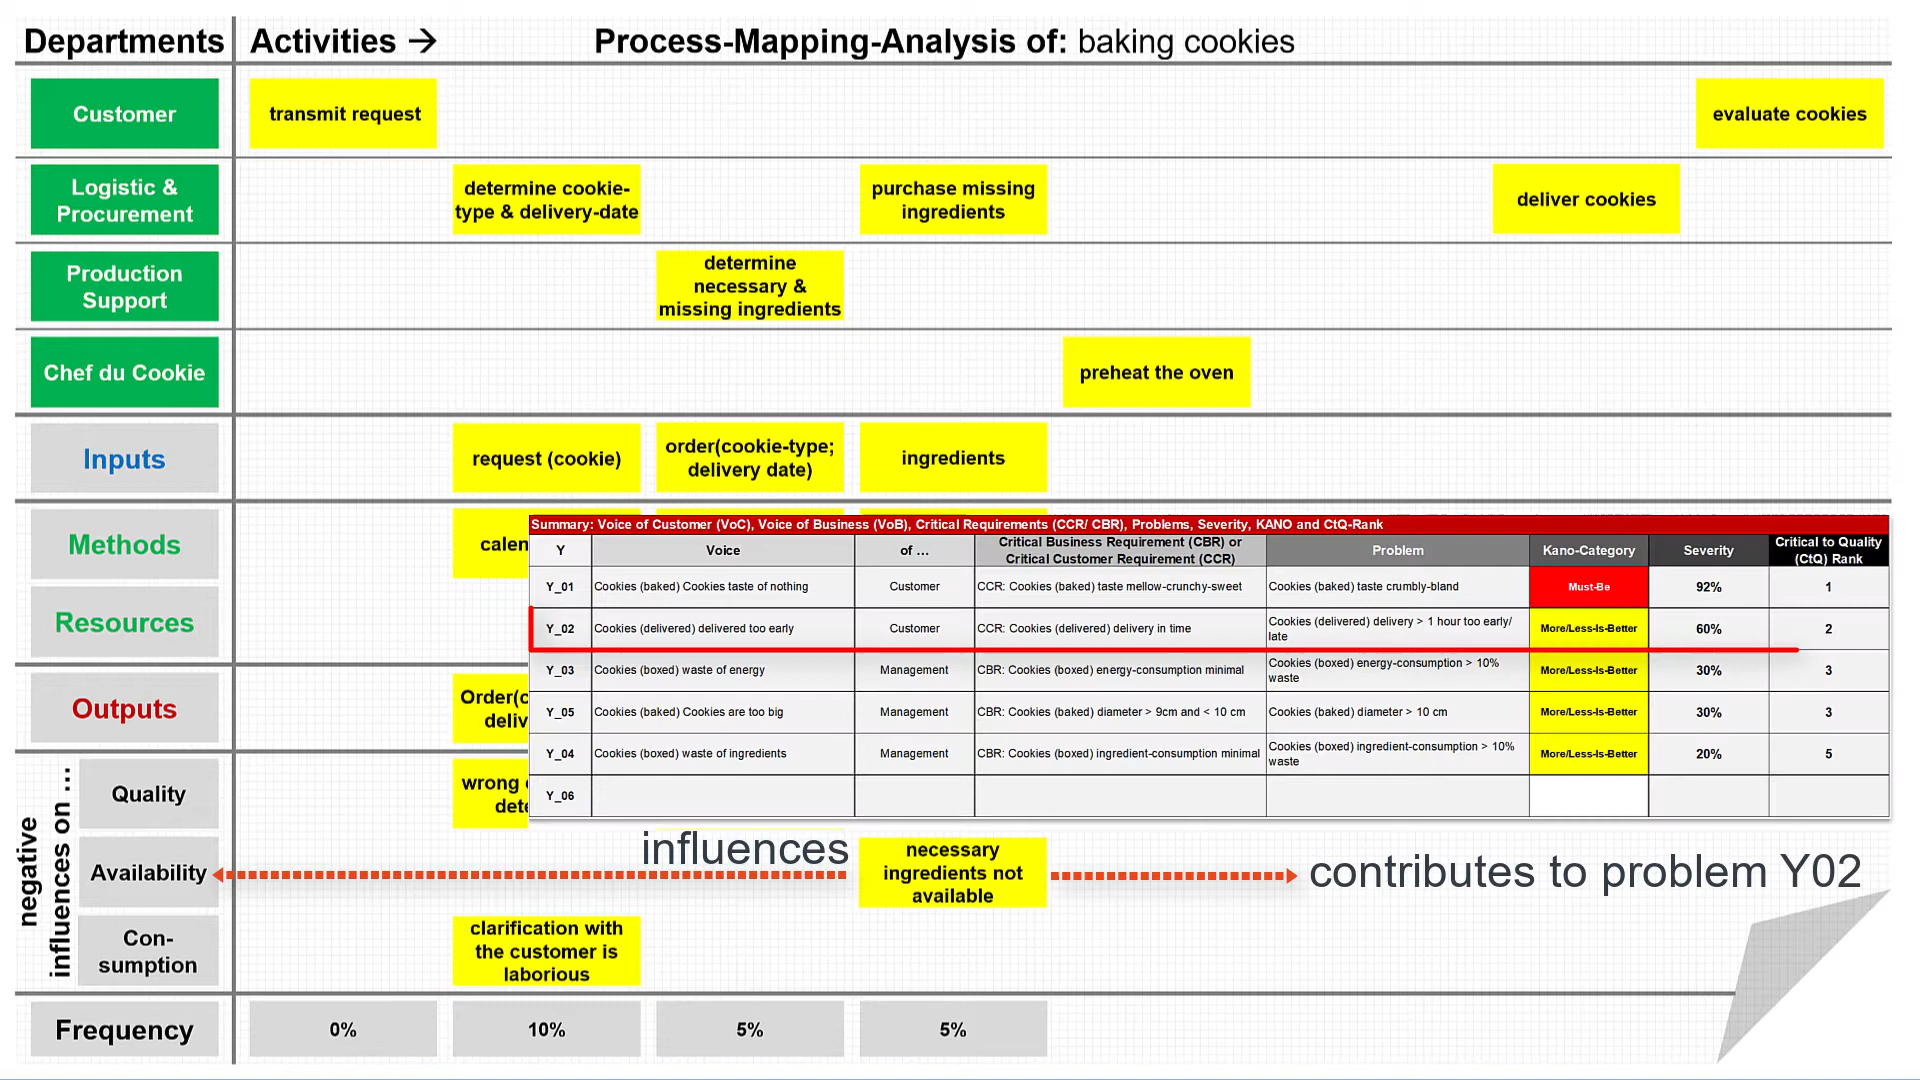 Departments
Activities →
Process-Mapping-Analysis of: baking cookies
Customer
transmit request
evaluate cookies
Logistic &
Procurement
determine cookie-
type & delivery-date
purchase missing
ingredients
deliver cookies
Production
Support
determine
necessary &
missing ingredients
Chef du Cookie
preheat the oven
Inputs
request (cookie)
order(cookie-type;
delivery date)
ingredients
Methods
calen
Resources
Outputs
Order(c
deliv
Summary: Voice of Customer (VoC), Voice of Business (VoB), Critical Requirements (CCR/ CBR), Problems, Severity, KANO and CtQ-Rank
Y
Voice
of ...
Critical Business Requirement (CBR) or
Critical Customer Requirement (CCR)
Problem
Kano-Category
Severity
Critical to Quality
(CtQ) Rank
Y_01
Cookies (baked) Cookies taste of nothing
Customer
CCR: Cookies (baked) taste mellow-crunchy-sweet
Cookies (baked) taste crumbly-bland
Must-Be
92%
1
Y_02
Cookies (delivered) delivered too early
Customer
CCR: Cookies (delivered) delivery in time
Cookies (delivered) delivery > 1 hour too early/
late
More/Less-Is-Better
60%
2
Y_03
Cookies (boxed) waste of energy
Management
CBR: Cookies (boxed) energy-consumption minimal
Cookies (boxed) energy-consumption > 10%
waste
More/Less-Is-Better
30%
3
Y_05
Cookies (baked) Cookies are too big
Management
CBR: Cookies (baked) diameter > 9cm and < 10 cm
Cookies (baked) diameter > 10 cm
More/Less-Is-Better
30%
3
Y_04
Cookies (boxed) waste of ingredients
Management
CBR: Cookies (boxed) ingredient-consumption minimal
Cookies (boxed) ingredient-consumption > 10%
waste
More/Less-Is-Better
20%
5
Y_06
negative
influences on ...
Quality
wrong
dete
Availability
influences
necessary
ingredients not
available
contributes to problem Y02
Con-
sumption
clarification with
the customer is
laborious
Frequency
0%
10%
5%
5%